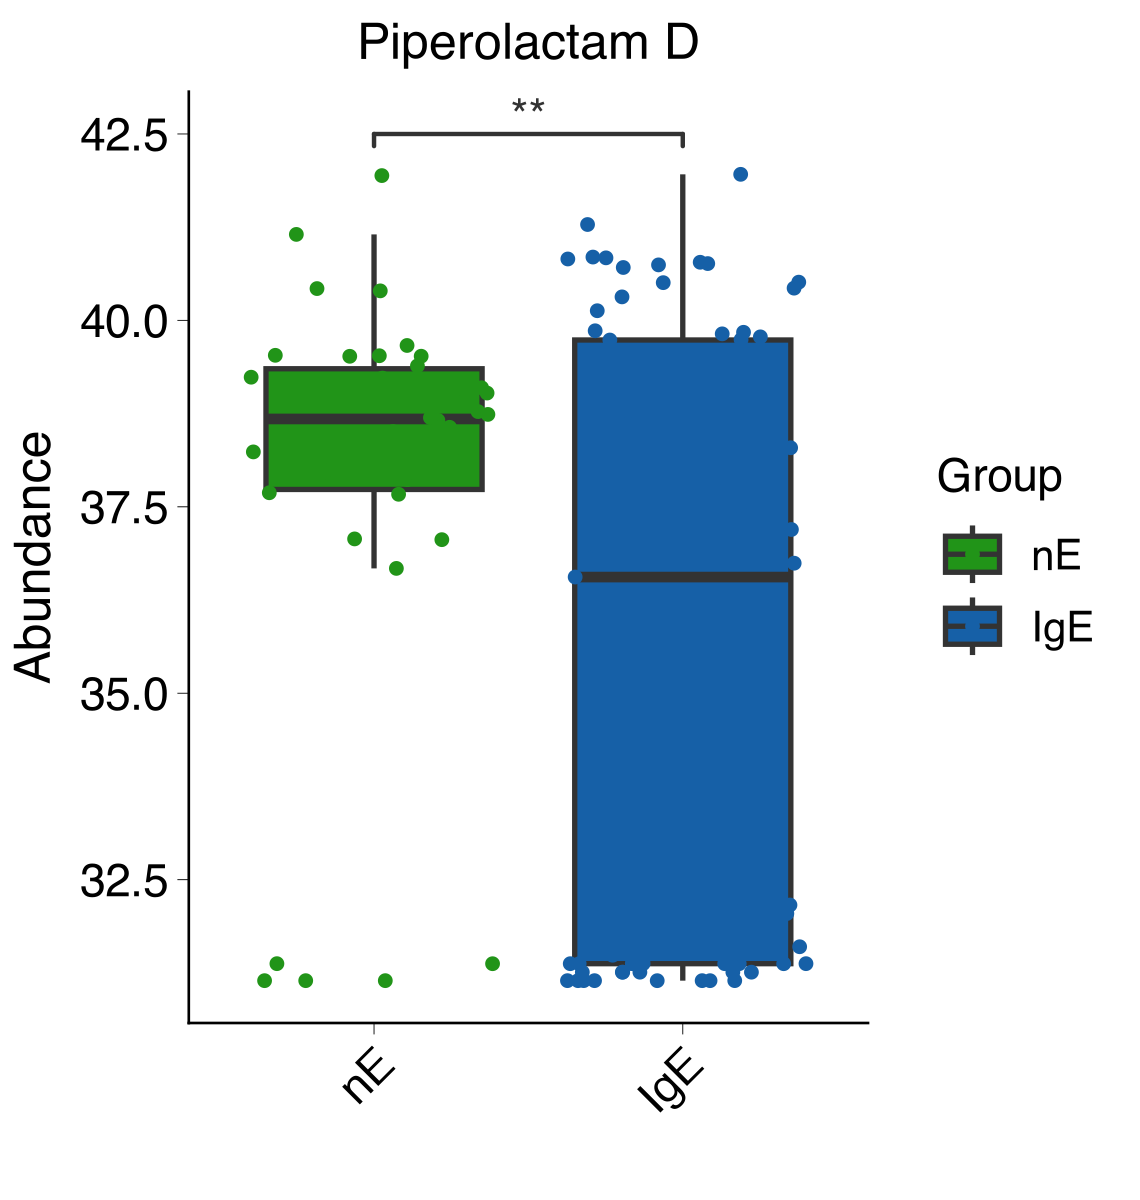 Piperolactam D
**
42.5
40.0
37.5
35.0
32.5
Abundance
nE
IgE
Group
nE
IgE